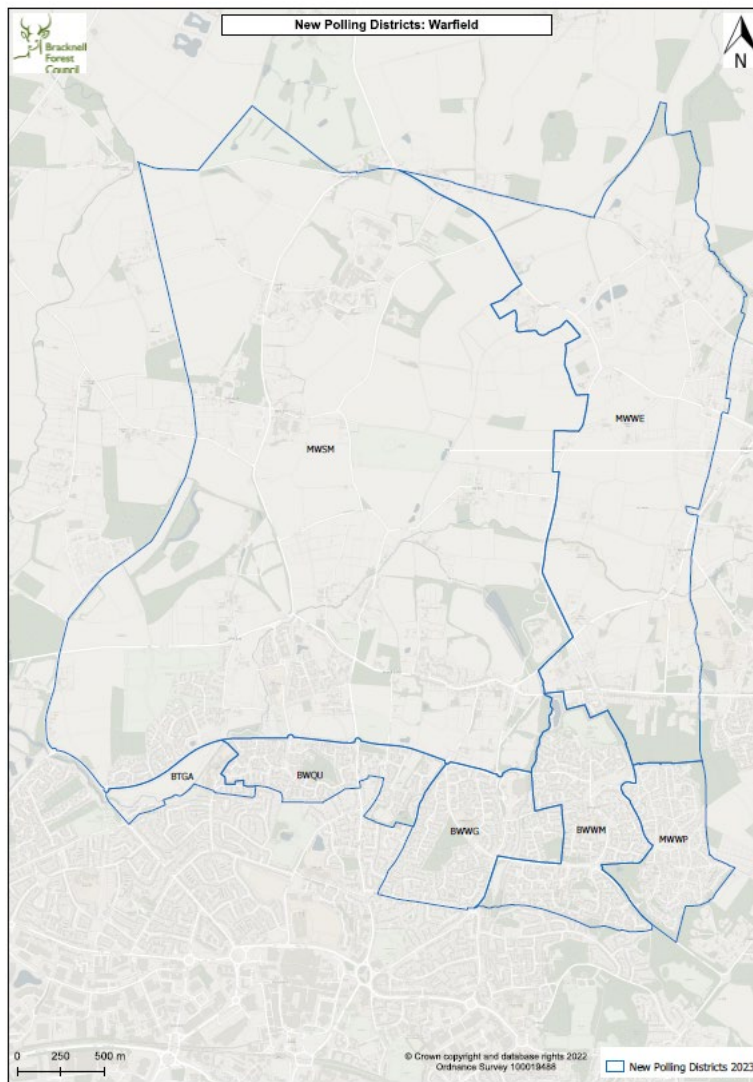 New Polling Districts: Warfield
Bracknell
Forest
Council
N
MWWE
MWSM
BTGA
BWQU
BWWG
BWWM
MWWP
0 250 500 m
© Crown copyright and database rights 2022
Ordnance Survey 100019488
New Polling Districts 2023